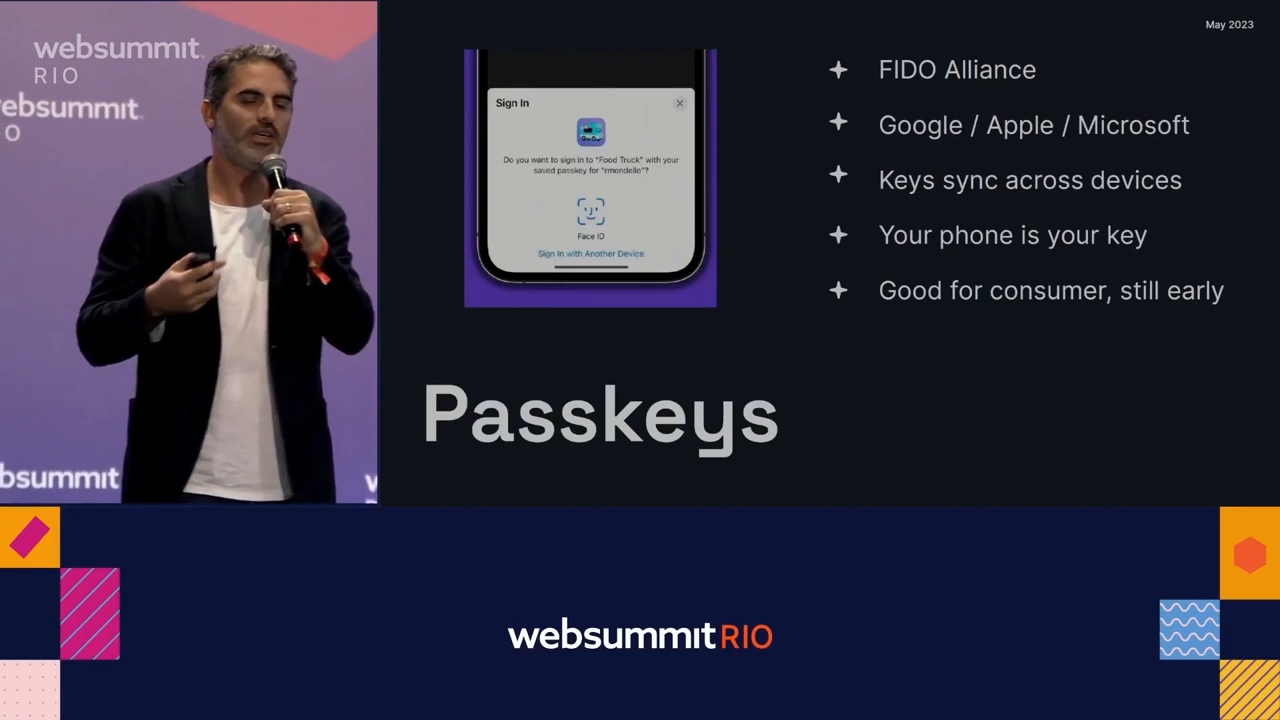 websummit
RIO
ebsummit.
O
bsummit
w
May 2023
Sign In
Do you want to sign in to "Food Truck" with your
saved passkey for "rmondello"?
Face ID
Sign In with Another Device
FIDO Alliance
Google / Apple / Microsoft
Keys sync across devices
Your phone is your key
Good for consumer, still early
Passkeys
websummit RIO